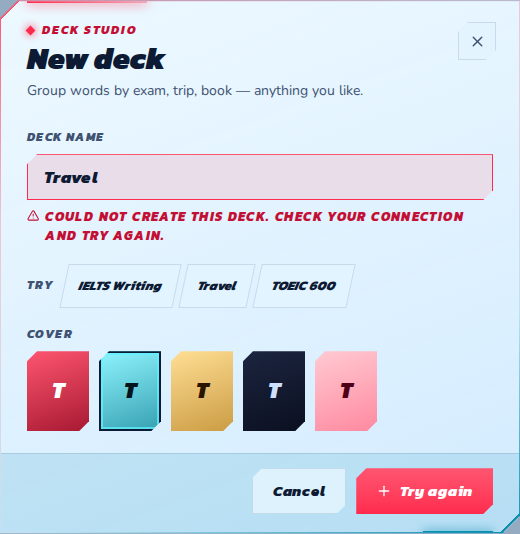 DECK STUDIO
New deck
Group words by exam, trip, book — anything you like.
DECK NAME
Travel
COULD NOT CREATE THIS DECK. CHECK YOUR CONNECTION
AND TRY AGAIN.
TRY IELTS Writing Travel TOEIC 600
COVER
T T T T T
Cancel + Try again